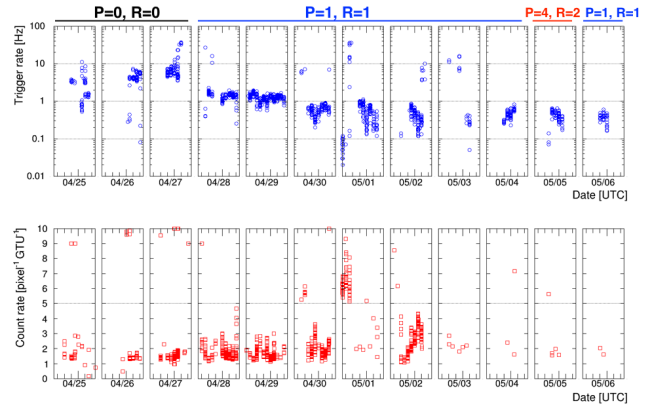 P=0, R=0 P=1, R=1 P=4, R=2 P=1, R=1
Trigger rate [Hz]
100
10
1
0.1
0.01
04/25 04/26 04/27 04/28 04/29 04/30 05/01 05/02 05/03 05/04 05/05 05/06
Date [UTC]
Count rate [pixel⁻¹ GTU⁻¹]
10
9
8
7
6
5
4
3
2
1
0
04/25 04/26 04/27 04/28 04/29 04/30 05/01 05/02 05/03 05/04 05/05 05/06
Date [UTC]